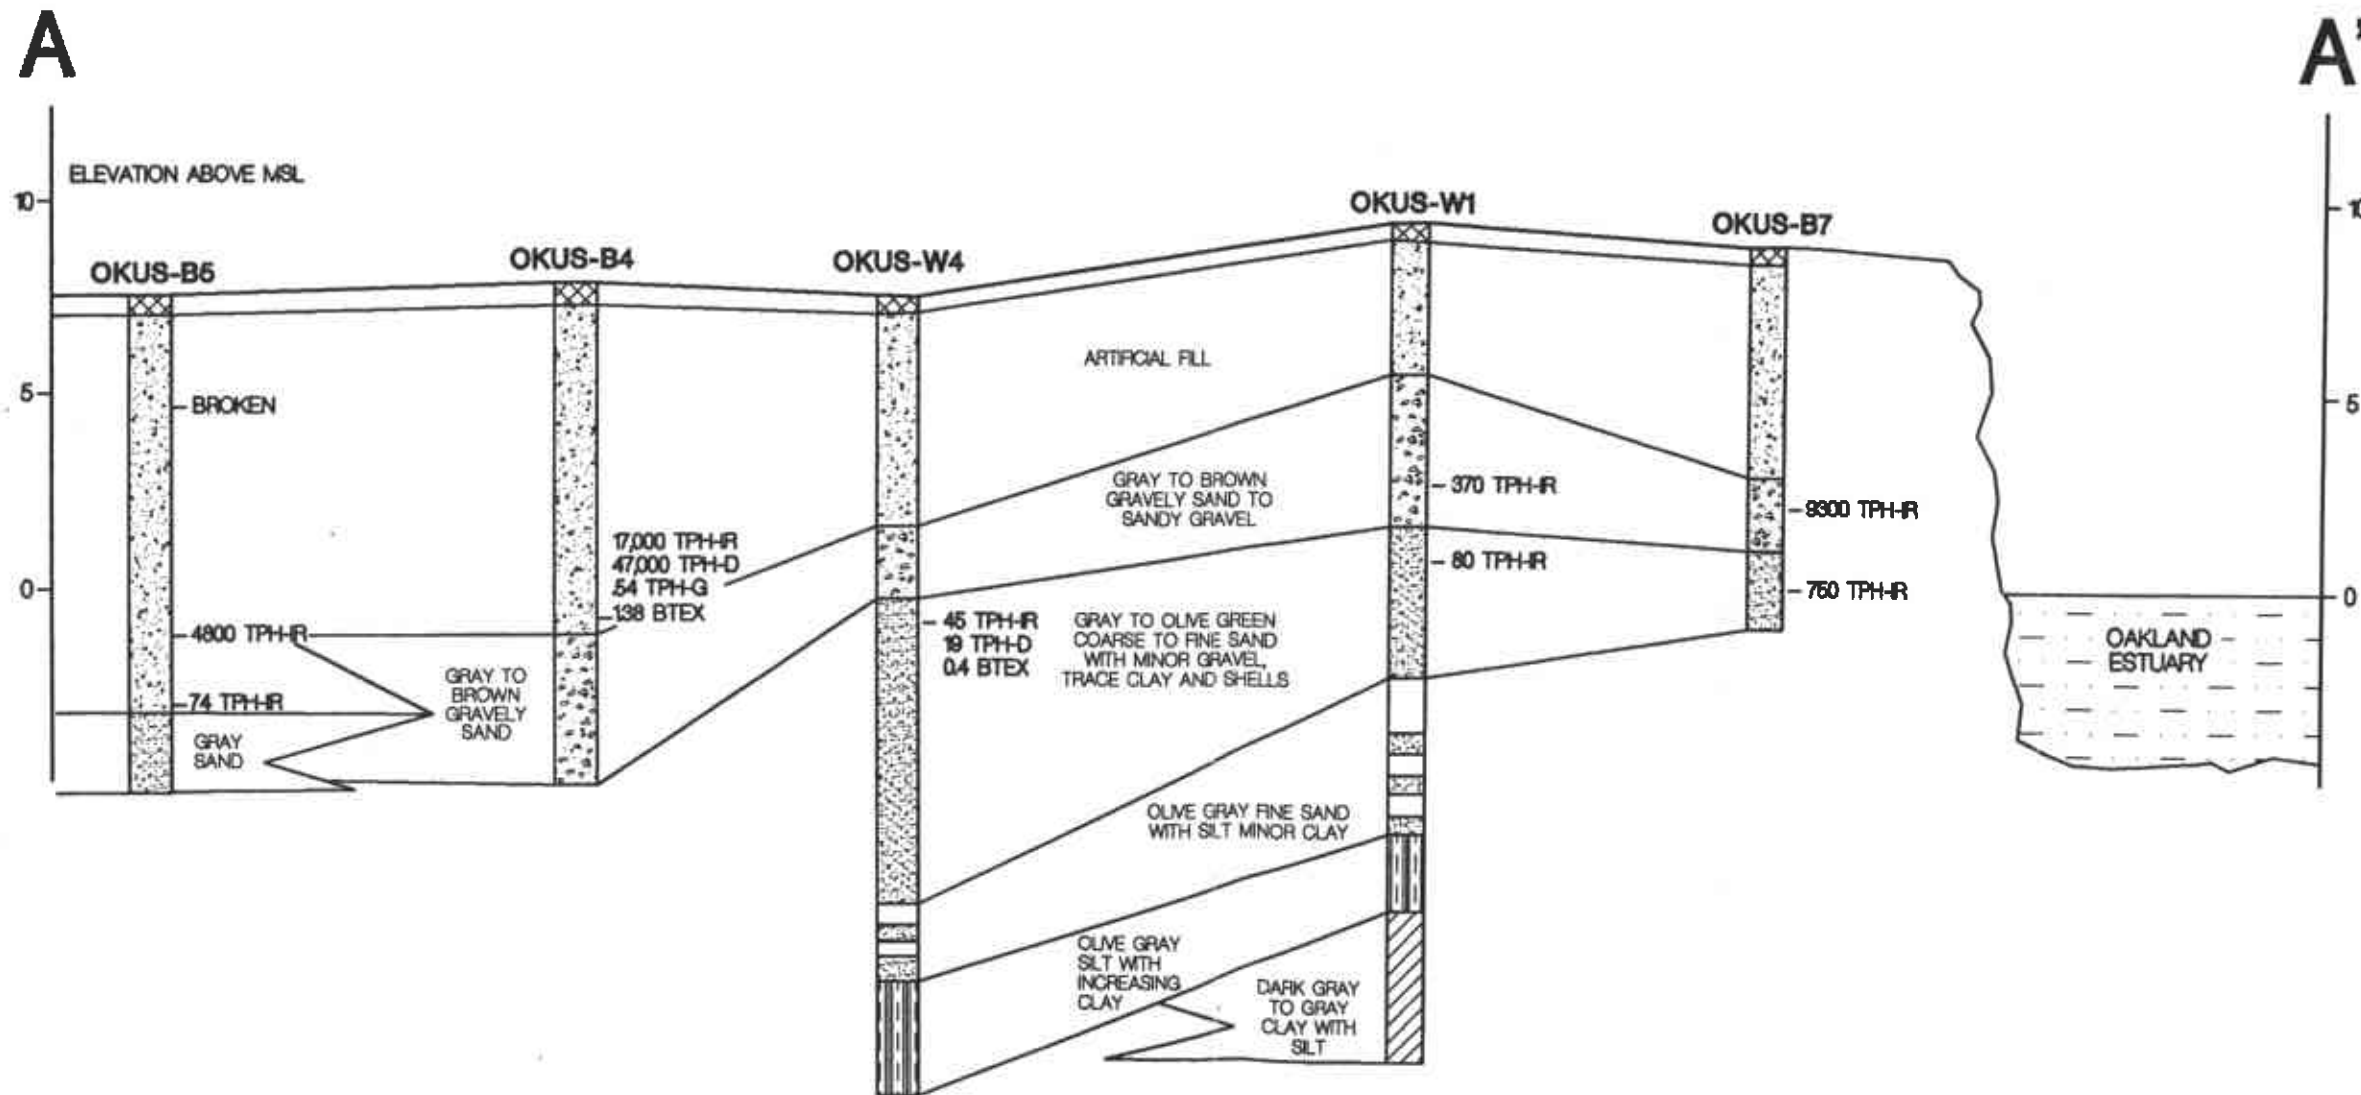 A
A'
ELEVATION ABOVE MSL
10
5
0
10
5
0
OKUS-B5
OKUS-B4
OKUS-W4
OKUS-W1
OKUS-B7
BROKEN
ARTIFICIAL FILL
GRAY TO BROWN
GRAVELY SAND TO
SANDY GRAVEL
370 TPH-IR
9300 TPH-IR
17,000 TPH-IR
47,000 TPH-D
.54 TPH-G
1.38 BTEX
80 TPH-IR
750 TPH-IR
4800 TPH-IR
74 TPH-IR
GRAY TO
BROWN
GRAVELY
SAND
GRAY
SAND
45 TPH-IR
19 TPH-D
0.4 BTEX
GRAY TO OLIVE GREEN
COARSE TO FINE SAND
WITH MINOR GRAVEL,
TRACE CLAY AND SHELLS
OAKLAND
ESTUARY
OLIVE GRAY FINE SAND
WITH SILT MINOR CLAY
OLIVE GRAY
SILT WITH
INCREASING
CLAY
DARK GRAY
TO GRAY
CLAY WITH
SILT